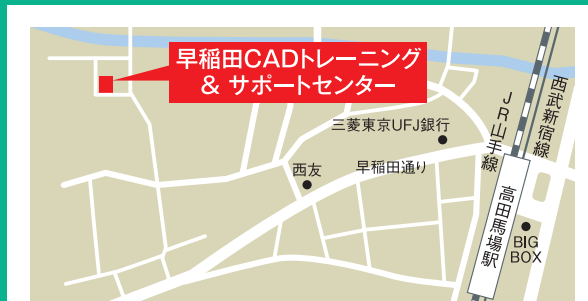 早稲田CADトレーニング
& サポートセンター
三菱東京UFJ銀行
西友
早稲田通り
JR山手線
西武新宿線
高田馬場駅
BIG
BOX